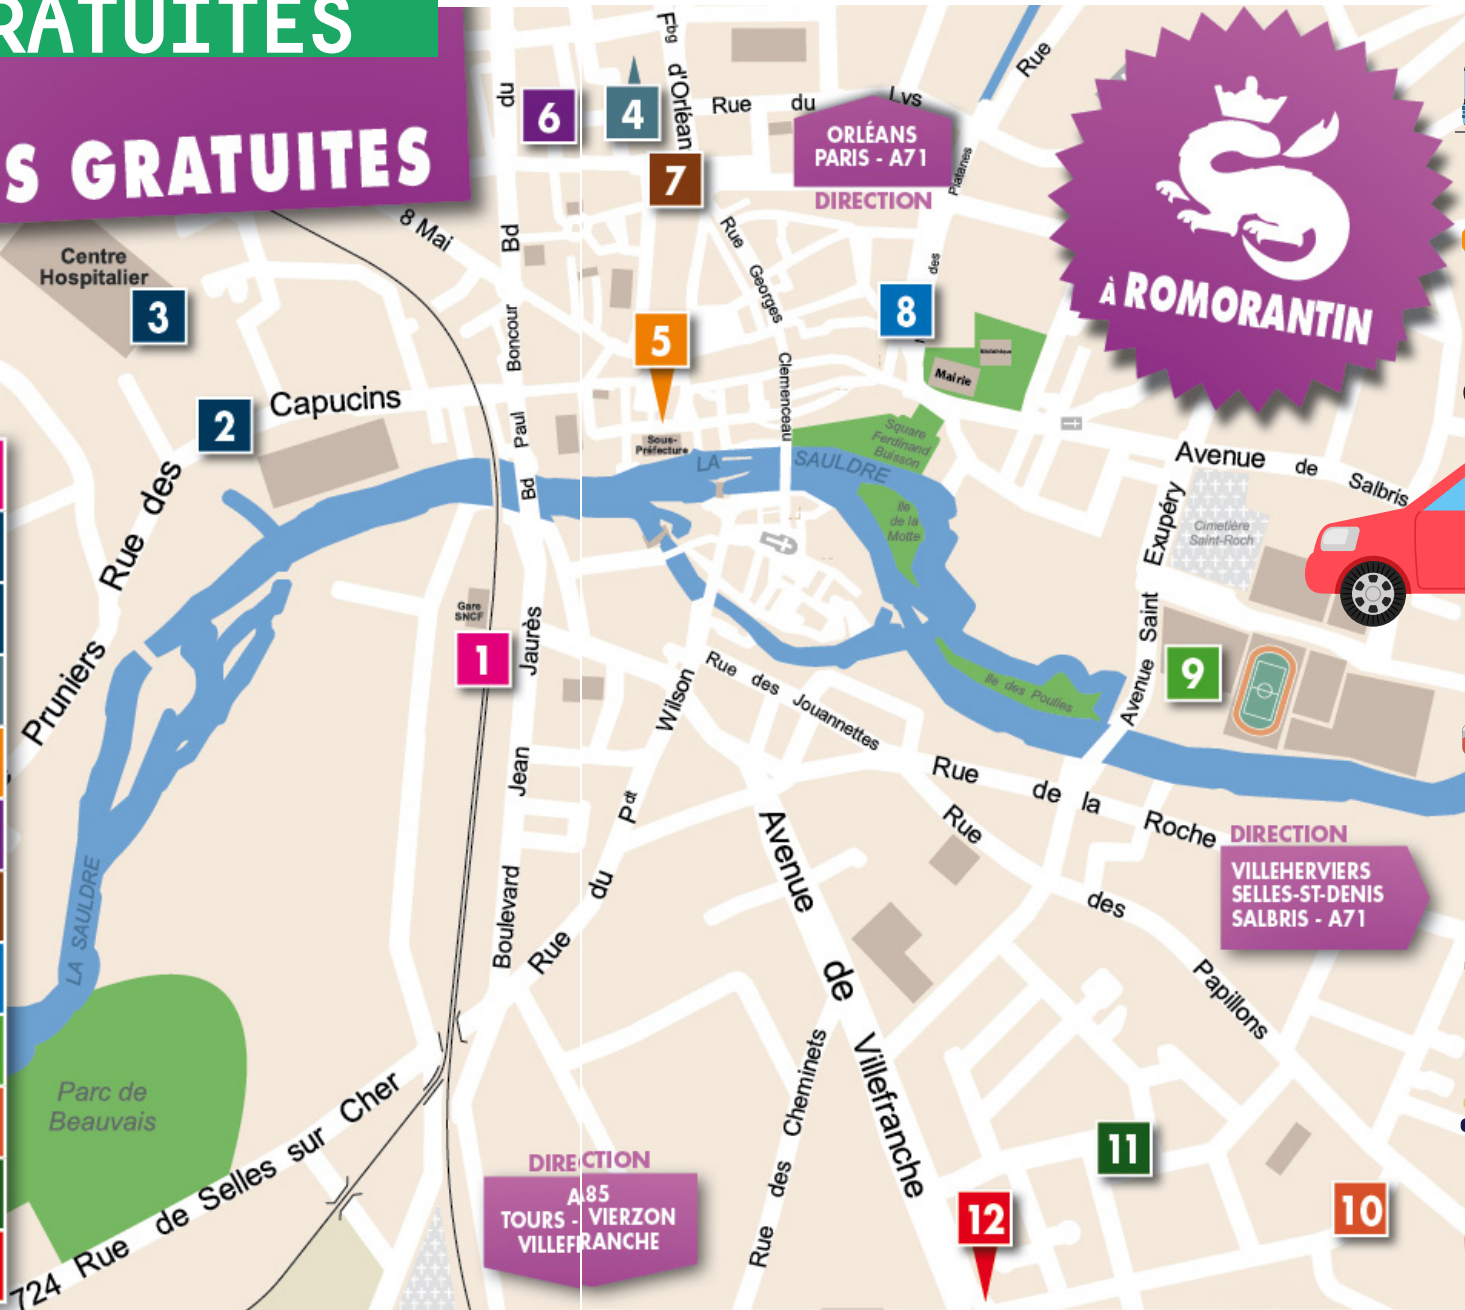 RATUITES
S GRATUITES
du
6
4
Fbg d'Orléan
7
Rue du Lvs
ORLÉANS
PARIS - A71
DIRECTION
Rue
Platanes
des
À ROMORANTIN
8 Mai
Bd
Centre
Hospitalier
3
Rue Georges Clemenceau
8
Boncour
5
Mairie
2
Capucins
Paul
Bd
Sous-
Préfecture
LA SAULDRE
Square
Ferdinand
Buisson
Avenue de Salbris
Rue des
Pruniers
Ile
de la
Motte
Exupéry
Saint
Avenue
Cimetière
Saint-Roch
Gare
SNCF
1
Jaurès
Jean
Boulevard
9
Ile des Poulies
Rue des Jouannettes
Wilson
Pdt
du
Rue
Rue de la Roche
DIRECTION
VILLEHERVIERS
SELLES-ST-DENIS
SALBRIS - A71
Rue des Papillons
Avenue de Villefranche
LA SAULDRE
Parc de
Beauvais
724 Rue de Selles sur Cher
Rue des Cheminets
DIRECTION
A85
TOURS - VIERZON
VILLEFRANCHE
11
12
10